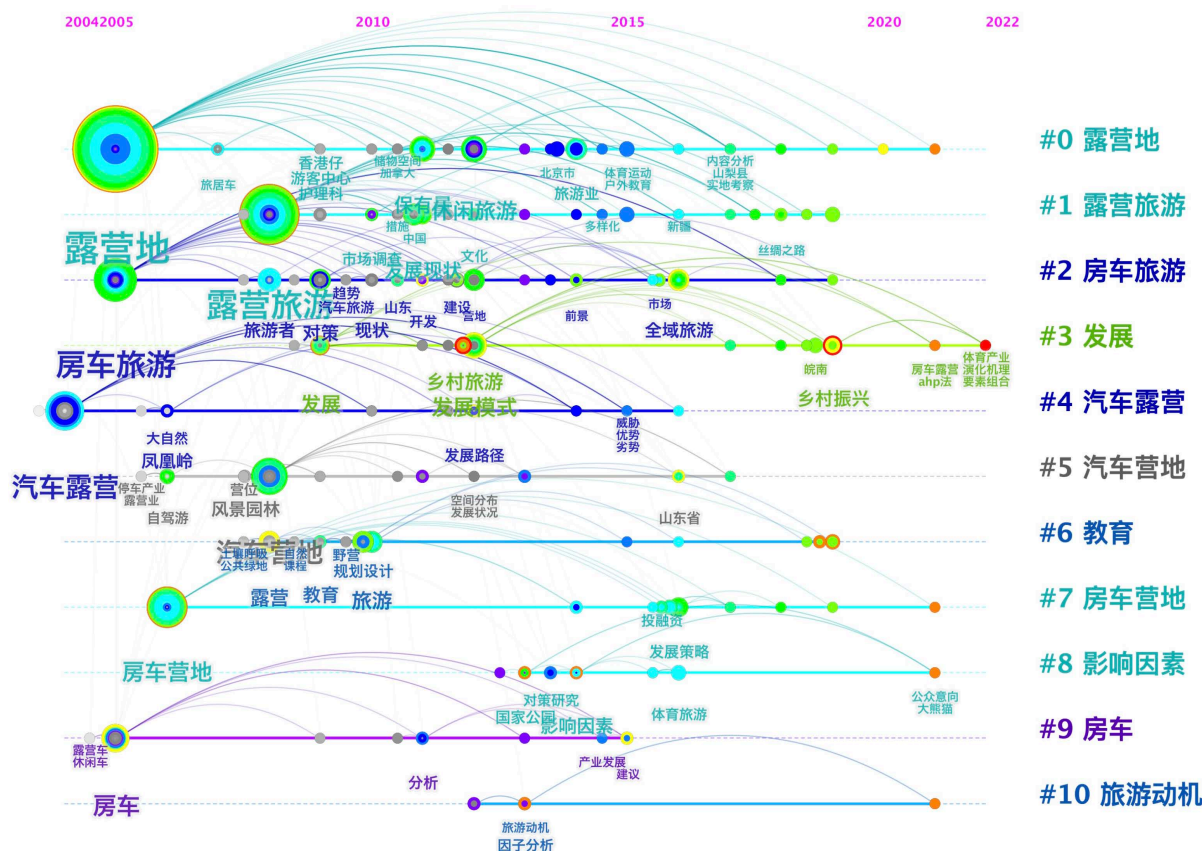 20042005 2010 2015 2020 2022
#0 露营地
旅居车
香港仔
游客中心
护理科
储物空间
加拿大
北京市
旅游业
体育运动
户外教育
内容分析
山梨县
实地考察
#1 露营旅游
露营地
休闲旅游
措施
中国
多样化
新疆
市场调查
发展现状
文化
丝绸之路
#2 房车旅游
露营旅游
趋势
汽车旅游
山东
开发
建设
营地
前景
市场
旅游者
对策
现状
全域旅游
#3 发展
房车旅游
发展
乡村旅游
发展模式
皖南
乡村振兴
房车露营
ahp法
体育产业
演化机理
要素组合
#4 汽车露营
大自然
凤凰岭
威胁
优势
劣势
发展路径
#5 汽车营地
汽车露营
停车产业
露营业
自驾游
营位
风景园林
空间分布
发展状况
山东省
#6 教育
汽车营地
土壤呼吸
公共绿地
自然
课程
野营
规划设计
露营
教育
旅游
#7 房车营地
投融资
发展策略
房车营地
#8 影响因素
对策研究
国家公园
影响因素
体育旅游
公众意向
大熊猫
#9 房车
露营车
休闲车
产业发展
建议
分析
房车
#10 旅游动机
旅游动机
因子分析